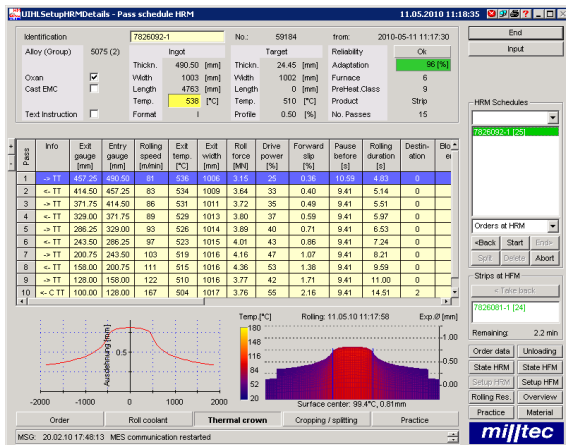 UIHLSetupHRMDetails - Pass schedule HRM 11.05.2010 11:18:35
Identification 7826092-1 No.: 59184 from: 2010-05-11 11:17:30
Alloy (Group) 5075 (2) Ingot Target Reliability Ok
Thickn. 490.50 [mm] Thickn. 24.45 [mm] Adaptation 96 [%]
Oxan Width 1003 [mm] Width 1002 [mm] Furnace 6
Cast EMC Length 4763 [mm] Length 0 [mm] PreHeat.Class 9
Temp. 538 [°C] Temp. 510 [°C] Product Strip
Text Instruction Format I Profile 0.50 [%] No. Passes 15
End
Input
HRM Schedules
7826092-1 [25]
Orders at HRM
<Back Start End>
Split Delete Abort
Strips at HFM
< Take back
7826081-1 [24]
Remaining: 2.2 min
Order data Unloading
State HRM State HFM
Setup HRM Setup HFM
Rolling Res. Overview
Practice Material
+
-
Pass Info Exit gauge [mm] Entry gauge [mm] Rolling speed [m/min] Exit temp. [°C] Exit width [mm] Roll force [MN] Drive power [%] Forward slip [%] Pause before [s] Rolling duration [s] Destin- ation
1 -> TT 457.25 490.50 81 536 1006 3.15 25 0.36 10.59 4.83 0
2 <- TT 414.50 457.25 83 534 1009 3.64 33 0.40 9.41 5.14 0
3 -> TT 371.75 414.50 86 531 1011 3.72 35 0.49 9.41 5.51 0
4 <- TT 329.00 371.75 89 529 1013 3.80 37 0.59 9.41 5.97 0
5 -> TT 286.25 329.00 93 526 1014 3.89 40 0.71 9.41 6.53 0
6 <- TT 243.50 286.25 97 523 1015 4.01 43 0.86 9.41 7.24 0
7 -> TT 200.75 243.50 103 519 1016 4.16 47 1.07 9.41 8.21 0
8 <- TT 158.00 200.75 111 515 1016 4.36 53 1.38 9.41 9.59 0
9 -> TT 128.00 158.00 122 510 1016 3.77 42 1.71 9.41 11.00 0
10 <- C TT 100.00 128.00 167 504 1017 3.76 55 2.16 9.41 14.51 2
Ausdehnung [mm]
0.5
-2000 -1000 0 1000 2000
Temp.[°C] Rolling: 11.05.10 11:17:58 Exp.Ø [mm]
180
148
116
84
52
20
1.00
0.50
0.00
Surface center: 99.4°C, 0.81mm
Order Roll coolant Thermal crown Cropping / splitting Practice
MSG: 20.02.10 17:48:13 MES communication restarted
milltec